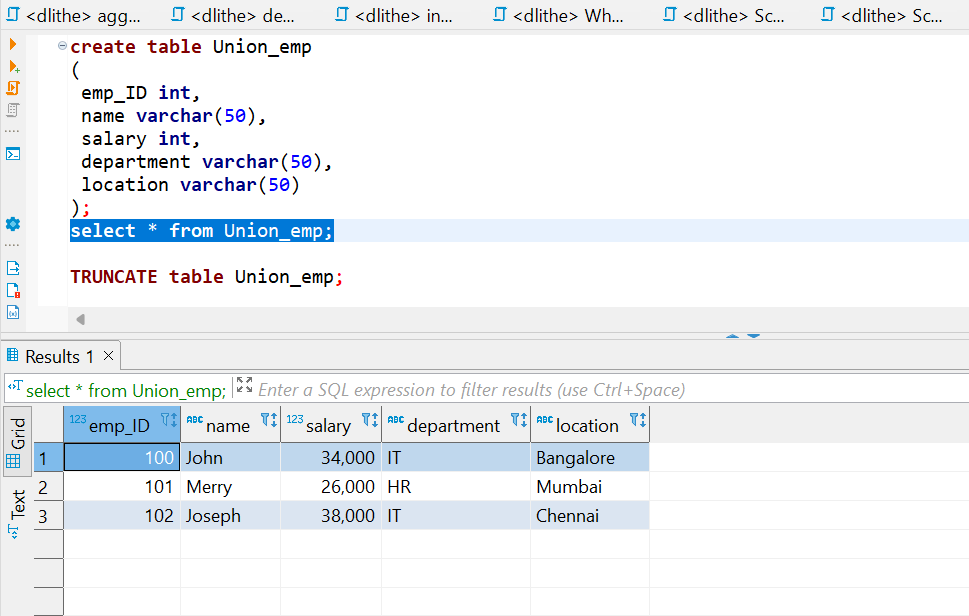 <dlithe> agg... <dlithe> de... <dlithe> in... <dlithe> Wh... <dlithe> Sc... <dlithe> Sc...
create table Union_emp
(
emp_ID int,
name varchar(50),
salary int,
department varchar(50),
location varchar(50)
);
select * from Union_emp;
TRUNCATE table Union_emp;
Results 1
select * from Union_emp; Enter a SQL expression to filter results (use Ctrl+Space)
Grid
Text
123 emp_ID ABC name 123 salary ABC department ABC location
1 100 John 34,000 IT Bangalore
2 101 Merry 26,000 HR Mumbai
3 102 Joseph 38,000 IT Chennai